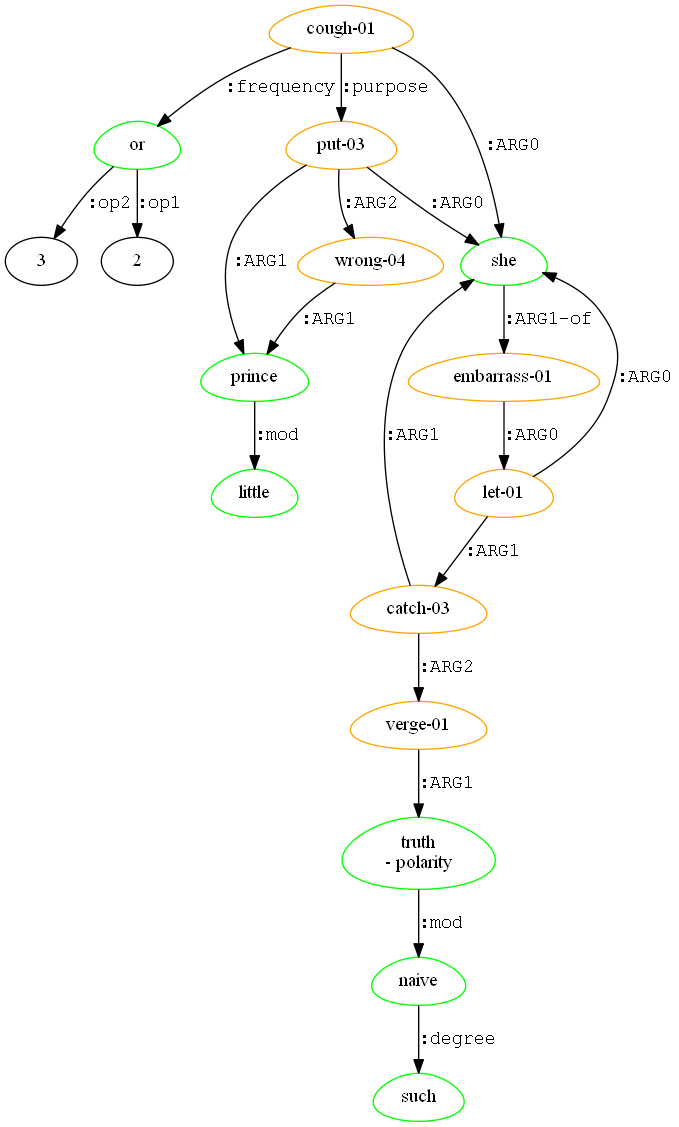 cough-01
:frequency
:purpose
:ARG0
or
put-03
:op2
:op1
:ARG1
:ARG2
:ARG0
3
2
wrong-04
she
:ARG1
:ARG1-of
prince
embarrass-01
:ARG0
:mod
:ARG1
:ARG0
little
let-01
:ARG1
catch-03
:ARG2
verge-01
:ARG1
truth
- polarity
:mod
naive
:degree
such